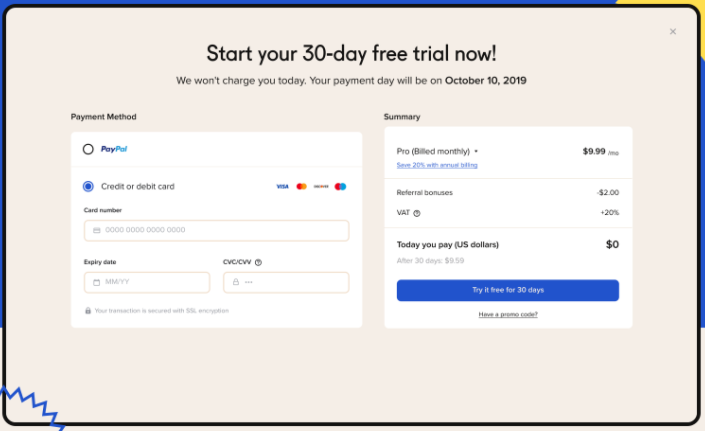 Start your 30-day free trial now!
We won't charge you today. Your payment day will be on October 10, 2019
Payment Method
PayPal
Credit or debit card
VISA
DISCOVER
Card number
0000 0000 0000 0000
Expiry date
CVC/CVV
MM/YY
Your transaction is secured with SSL encryption
Summary
Pro (Billed monthly) $9.99 /mo
Save 20% with annual billing
Referral bonuses -$2.00
VAT +20%
Today you pay (US dollars) $0
After 30 days: $9.59
Try it free for 30 days
Have a promo code?